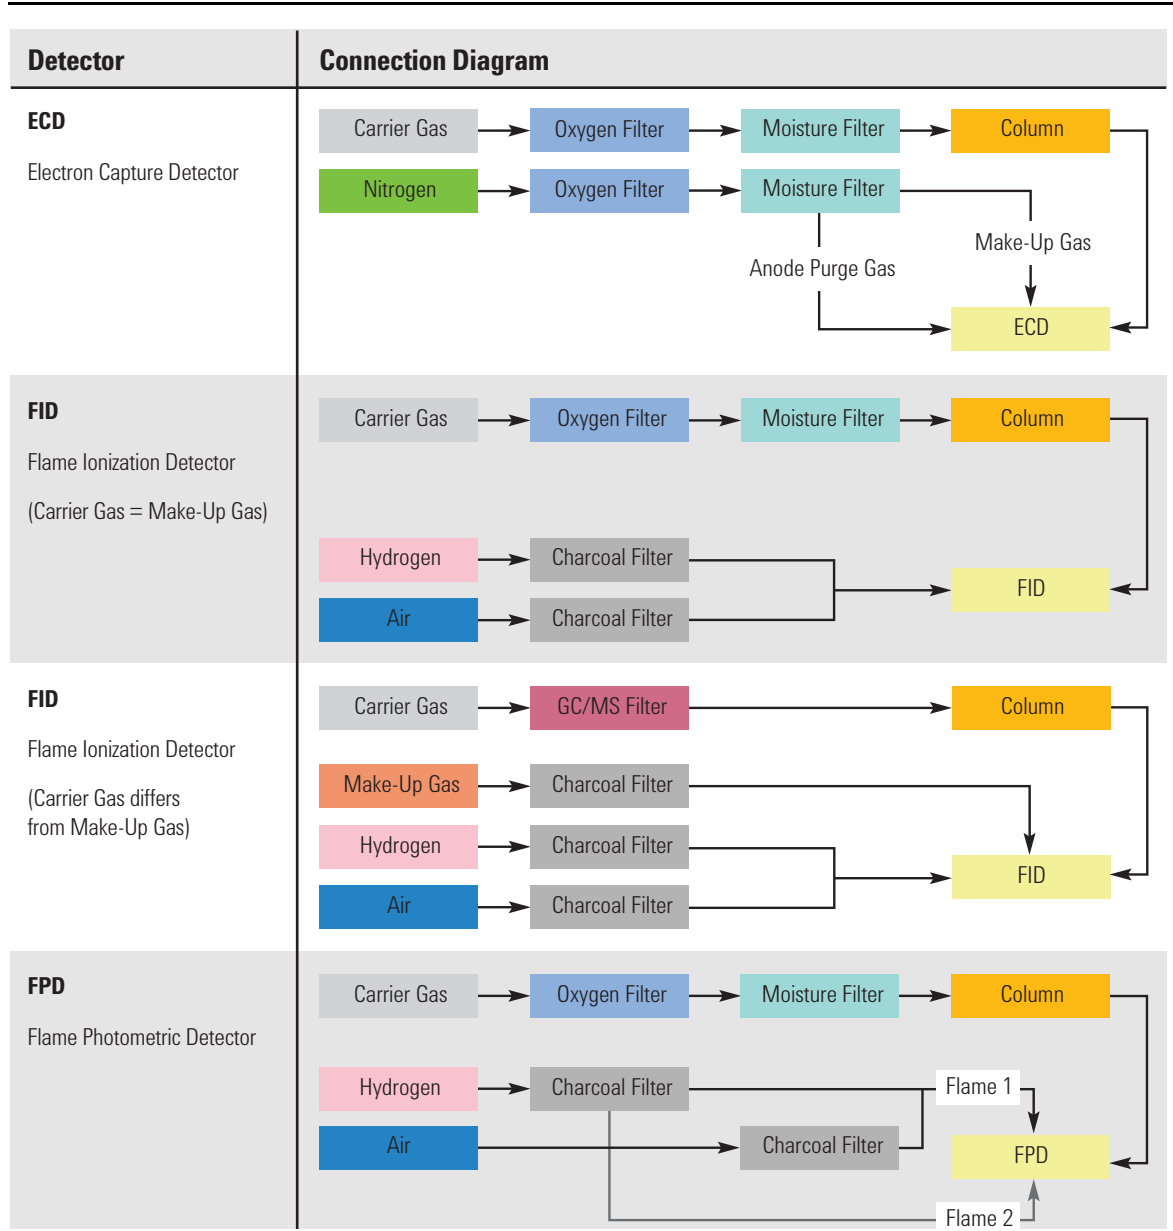 Detector Connection Diagram
ECD
Electron Capture Detector
Carrier Gas Oxygen Filter Moisture Filter Column
Nitrogen Oxygen Filter Moisture Filter
Make-Up Gas
Anode Purge Gas
ECD
FID
Flame Ionization Detector
(Carrier Gas = Make-Up Gas)
Carrier Gas Oxygen Filter Moisture Filter Column
Hydrogen Charcoal Filter
FID
Air Charcoal Filter
FID
Flame Ionization Detector
(Carrier Gas differs
from Make-Up Gas)
Carrier Gas GC/MS Filter Column
Make-Up Gas Charcoal Filter
Hydrogen Charcoal Filter
FID
Air Charcoal Filter
FPD
Flame Photometric Detector
Carrier Gas Oxygen Filter Moisture Filter Column
Hydrogen Charcoal Filter Flame 1
Air Charcoal Filter FPD
Flame 2